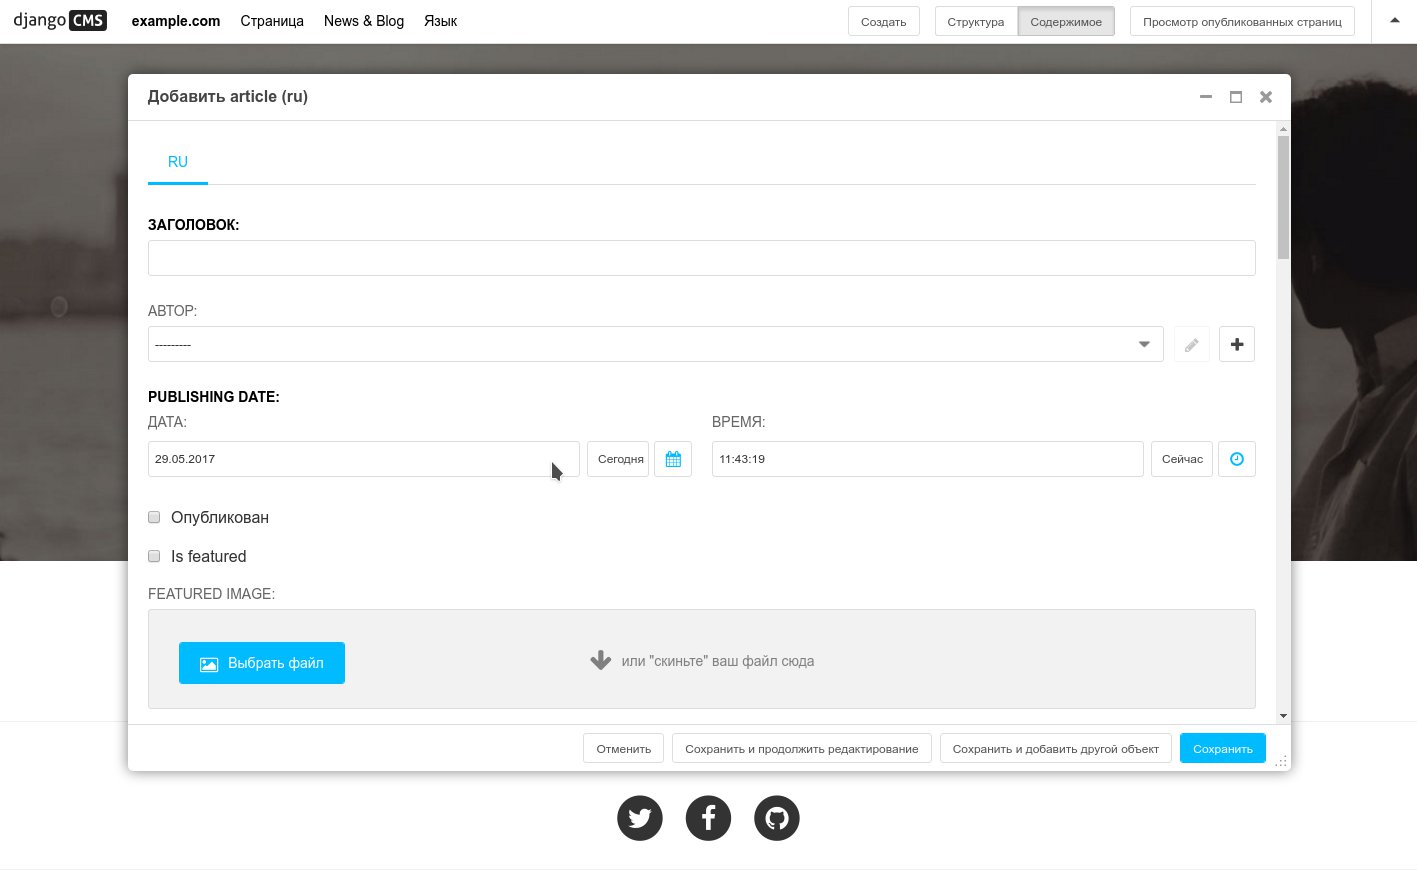 django CMS example.com Страница News & Blog Язык Создать Структура Содержимое Просмотр опубликованных страниц
Добавить article (ru)
RU
ЗАГОЛОВОК:
АВТОР:
---------
PUBLISHING DATE:
ДАТА: ВРЕМЯ:
29.05.2017 Сегодня 11:43:19 Сейчас
Опубликован
Is featured
FEATURED IMAGE:
Выбрать файл или "скиньте" ваш файл сюда
Отменить Сохранить и продолжить редактирование Сохранить и добавить другой объект Сохранить